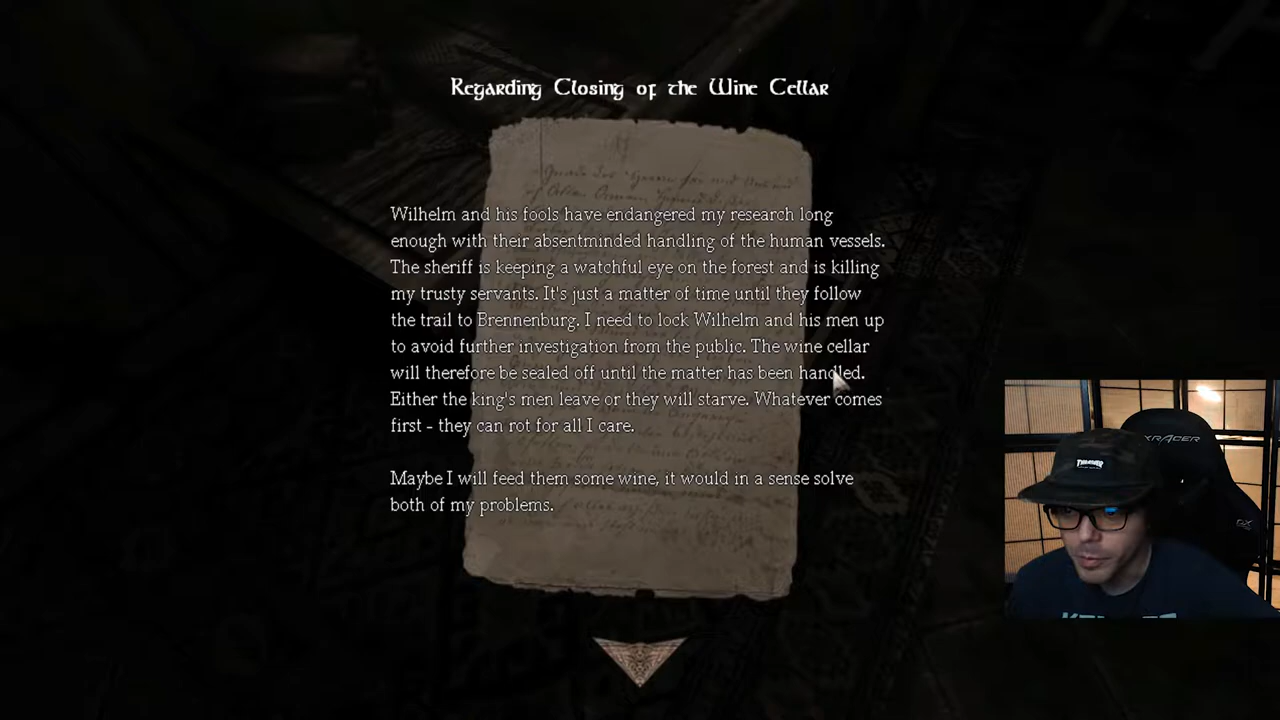 Regarding Closing of the Wine Cellar
Wilhelm and his fools have endangered my research long
enough with their absentminded handling of the human vessels.
The sheriff is keeping a watchful eye on the forest and is killing
my trusty servants. It's just a matter of time until they follow
the trail to Brennenburg. I need to lock Wilhelm and his men up
to avoid further investigation from the public. The wine cellar
will therefore be sealed off until the matter has been handled.
Either the king's men leave or they will starve. Whatever comes
first - they can rot for all I care.
Maybe I will feed them some wine, it would in a sense solve
both of my problems.
XRACER
THRASHER